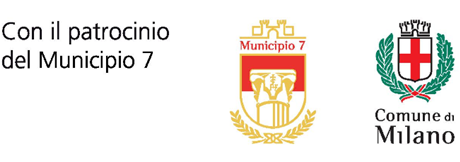 Con il patrocinio
del Municipio 7
Municipio 7
Comune di
Milano